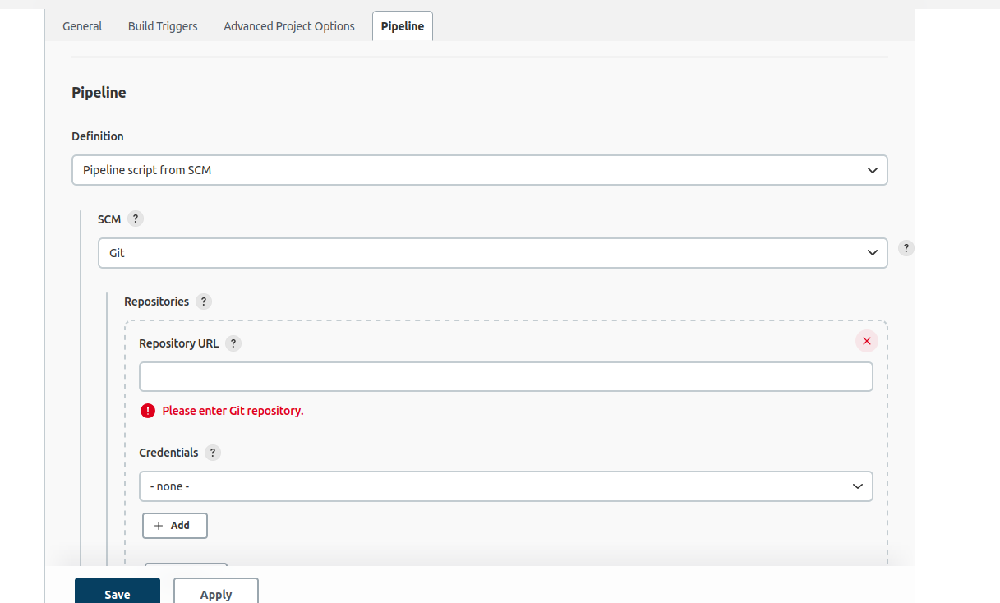 General Build Triggers Advanced Project Options Pipeline
Pipeline
Definition
Pipeline script from SCM
SCM ?
Git
?
Repositories ?
Repository URL ?
! Please enter Git repository.
Credentials ?
- none -
+ Add
Save Apply